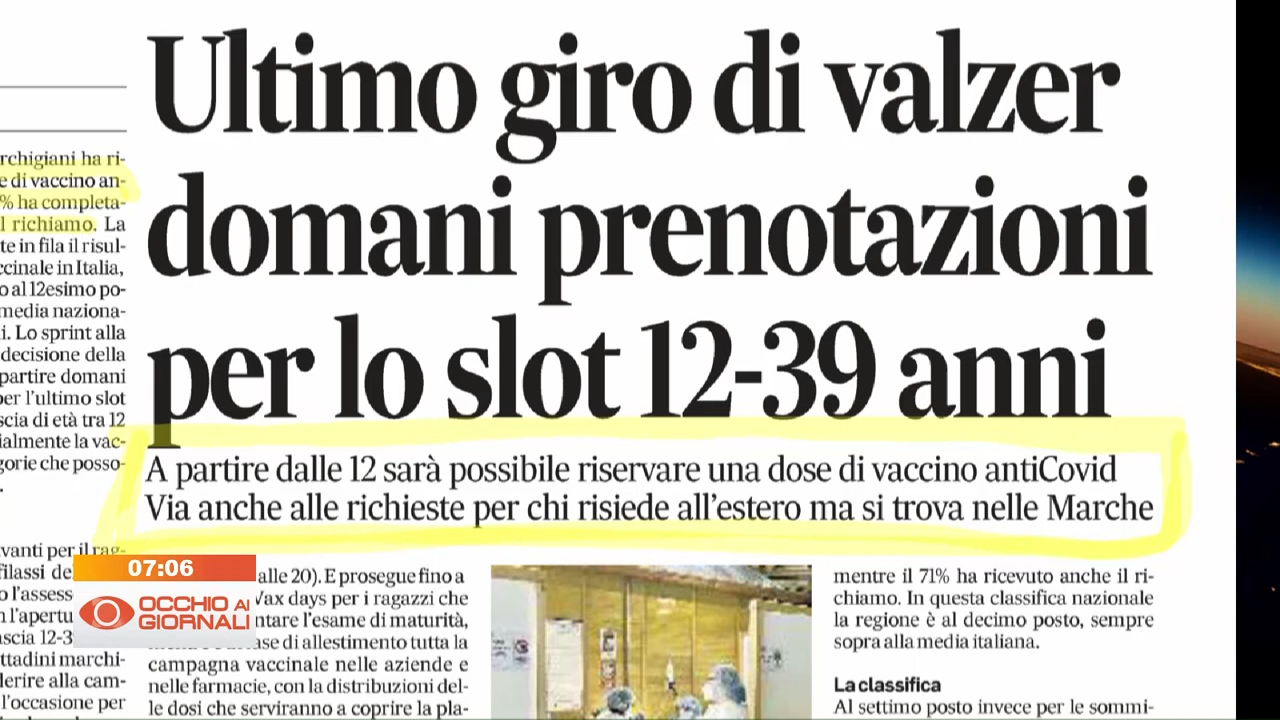 Ultimo giro di valzer
domani prenotazioni
per lo slot 12-39 anni
A partire dalle 12 sarà possibile riservare una dose di vaccino antiCovid
Via anche alle richieste per chi risiede all'estero ma si trova nelle Marche
rchigiani ha ri-
e di vaccino an-
% ha completa-
l richiamo. La
te in fila il risul-
ccinale in Italia,
o al 12esimo po-
media naziona-
i. Lo sprint alla
decisione della
partire domani
per l'ultimo slot
scia di età tra 12
ialmente la vac-
gorie che posso-
.
vanti per il rag-
filassi de
o l'assess
n l'apertu
ascia 12-3
ttadini marchi-
derire alla cam-
l'occasione per
alle 20). E prosegue fino a
Vax days per i ragazzi che
ntare l'esame di maturità,
ase di allestimento tutta la
campagna vaccinale nelle aziende e
nelle farmacie, con la distribuzioni del-
le dosi che serviranno a coprire la pla-
mentre il 71% ha ricevuto anche il ri-
chiamo. In questa classifica nazionale
la regione è al decimo posto, sempre
sopra alla media italiana.
La classifica
Al settimo posto invece per le sommi-
07:06
OCCHIO AI
GIORNALI